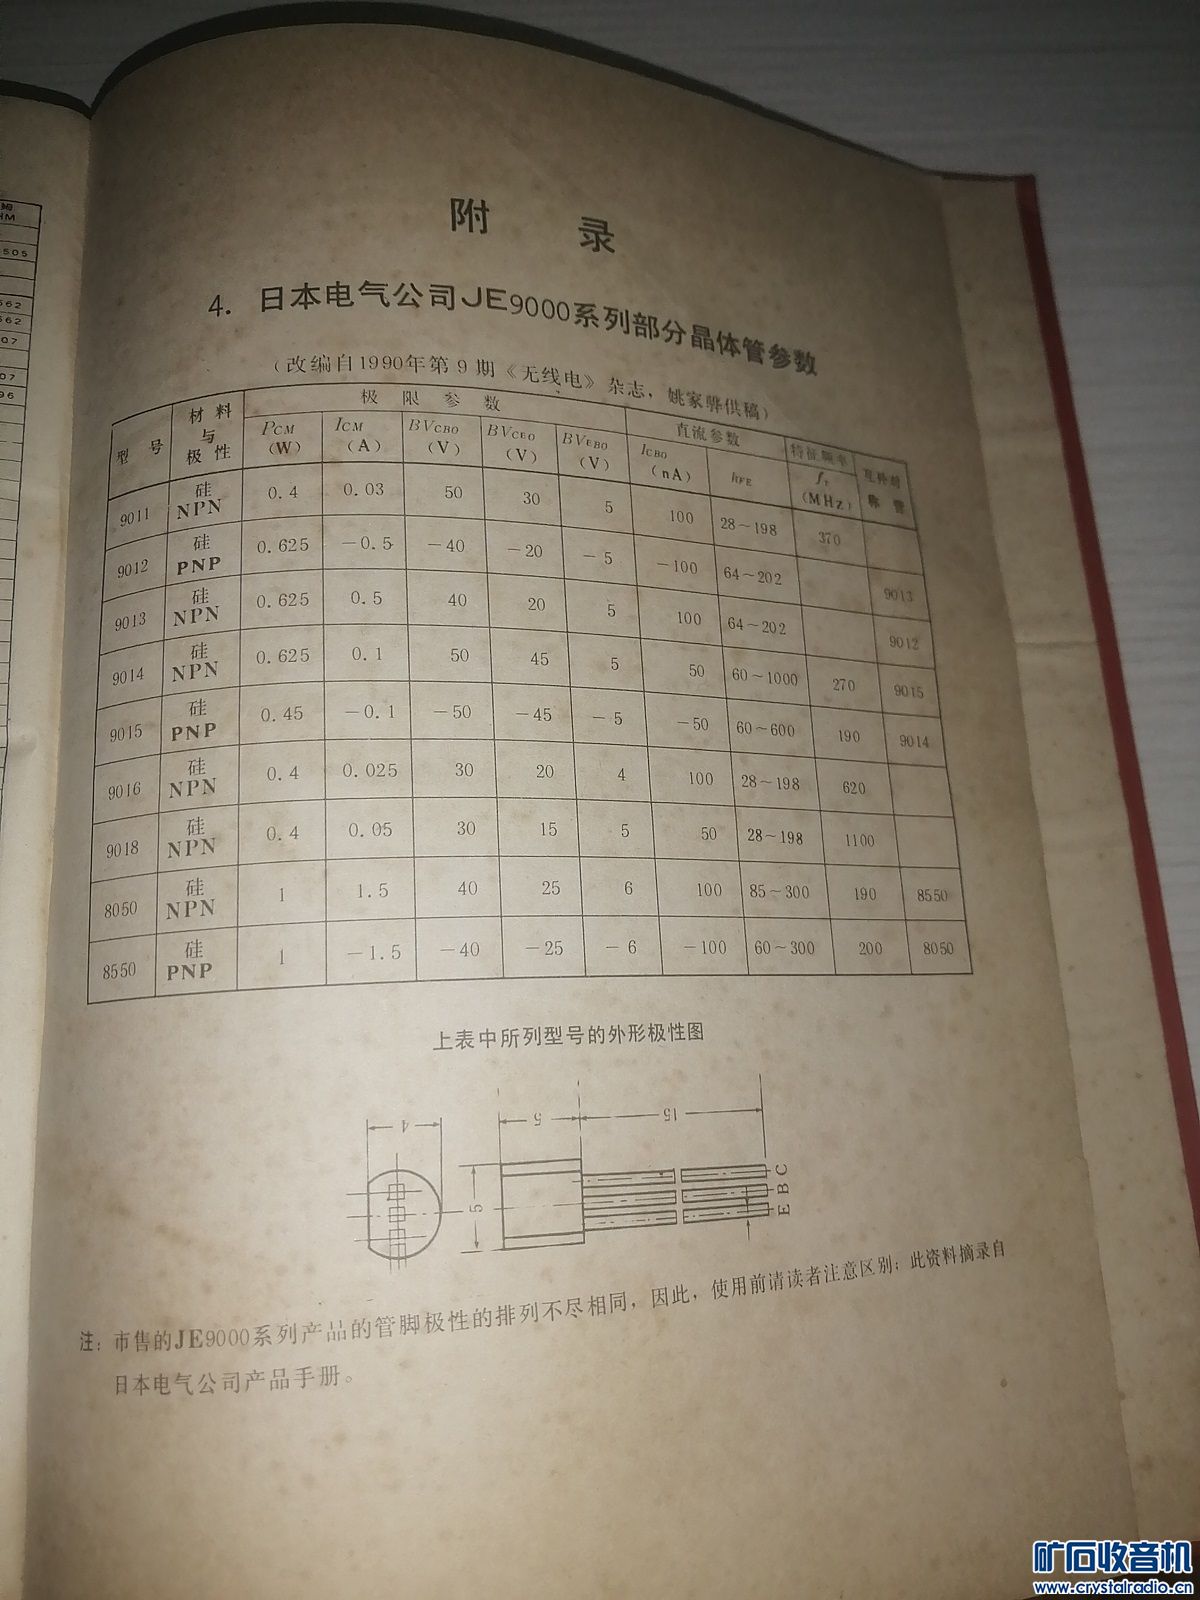 姆
HM
505
562
562
07
07
96
附 录
4. 日本电气公司JE9000系列部分晶体管参数
(改编自1990年第9期《无线电》杂志，姚家骅供稿)
型 号 材料与极性 极 限 参 数 直流参数 特征频率 互补对称管
PCM (W) ICM (A) BVCBO (V) BVCEO (V) BVEBO (V) ICBO (nA) hFE fT (MHz)
9011 硅 NPN 0.4 0.03 50 30 5 100 28~198 370
9012 硅 PNP 0.625 -0.5 -40 -20 -5 -100 64~202 9013
9013 硅 NPN 0.625 0.5 40 20 5 100 64~202 9012
9014 硅 NPN 0.625 0.1 50 45 5 50 60~1000 270 9015
9015 硅 PNP 0.45 -0.1 -50 -45 -5 -50 60~600 190 9014
9016 硅 NPN 0.4 0.025 30 20 4 100 28~198 620
9018 硅 NPN 0.4 0.05 30 15 5 50 28~198 1100
8050 硅 NPN 1 1.5 40 25 6 100 85~300 190 8550
8550 硅 PNP 1 -1.5 -40 -25 -6 -100 60~300 200 8050
上表中所列型号的外形极性图
4 5 15
5
E B C
注：市售的JE9000系列产品的管脚极性的排列不尽相同，因此，使用前请读者注意区别；此资料摘录自
日本电气公司产品手册。
矿石收音机
www.crystalradio.cn